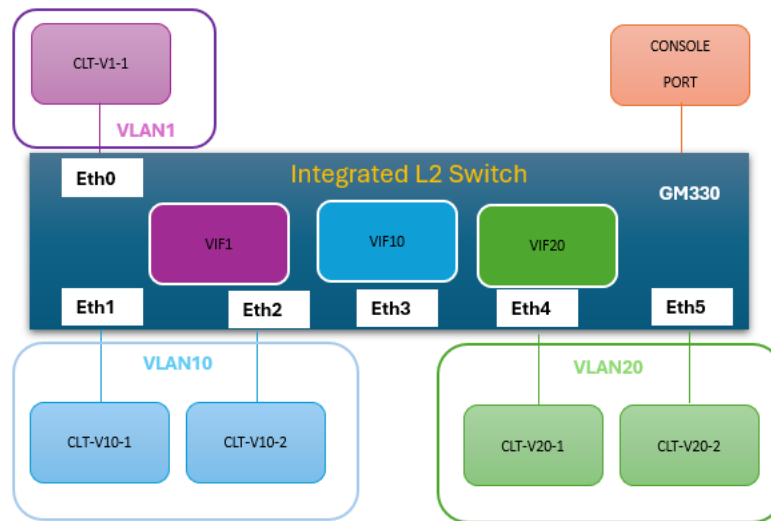 CLT-V1-1
VLAN1
CONSOLE
PORT
Eth0
Integrated L2 Switch
GM330
VIF1
VIF10
VIF20
Eth1
Eth2
Eth3
Eth4
Eth5
VLAN10
VLAN20
CLT-V10-1
CLT-V10-2
CLT-V20-1
CLT-V20-2